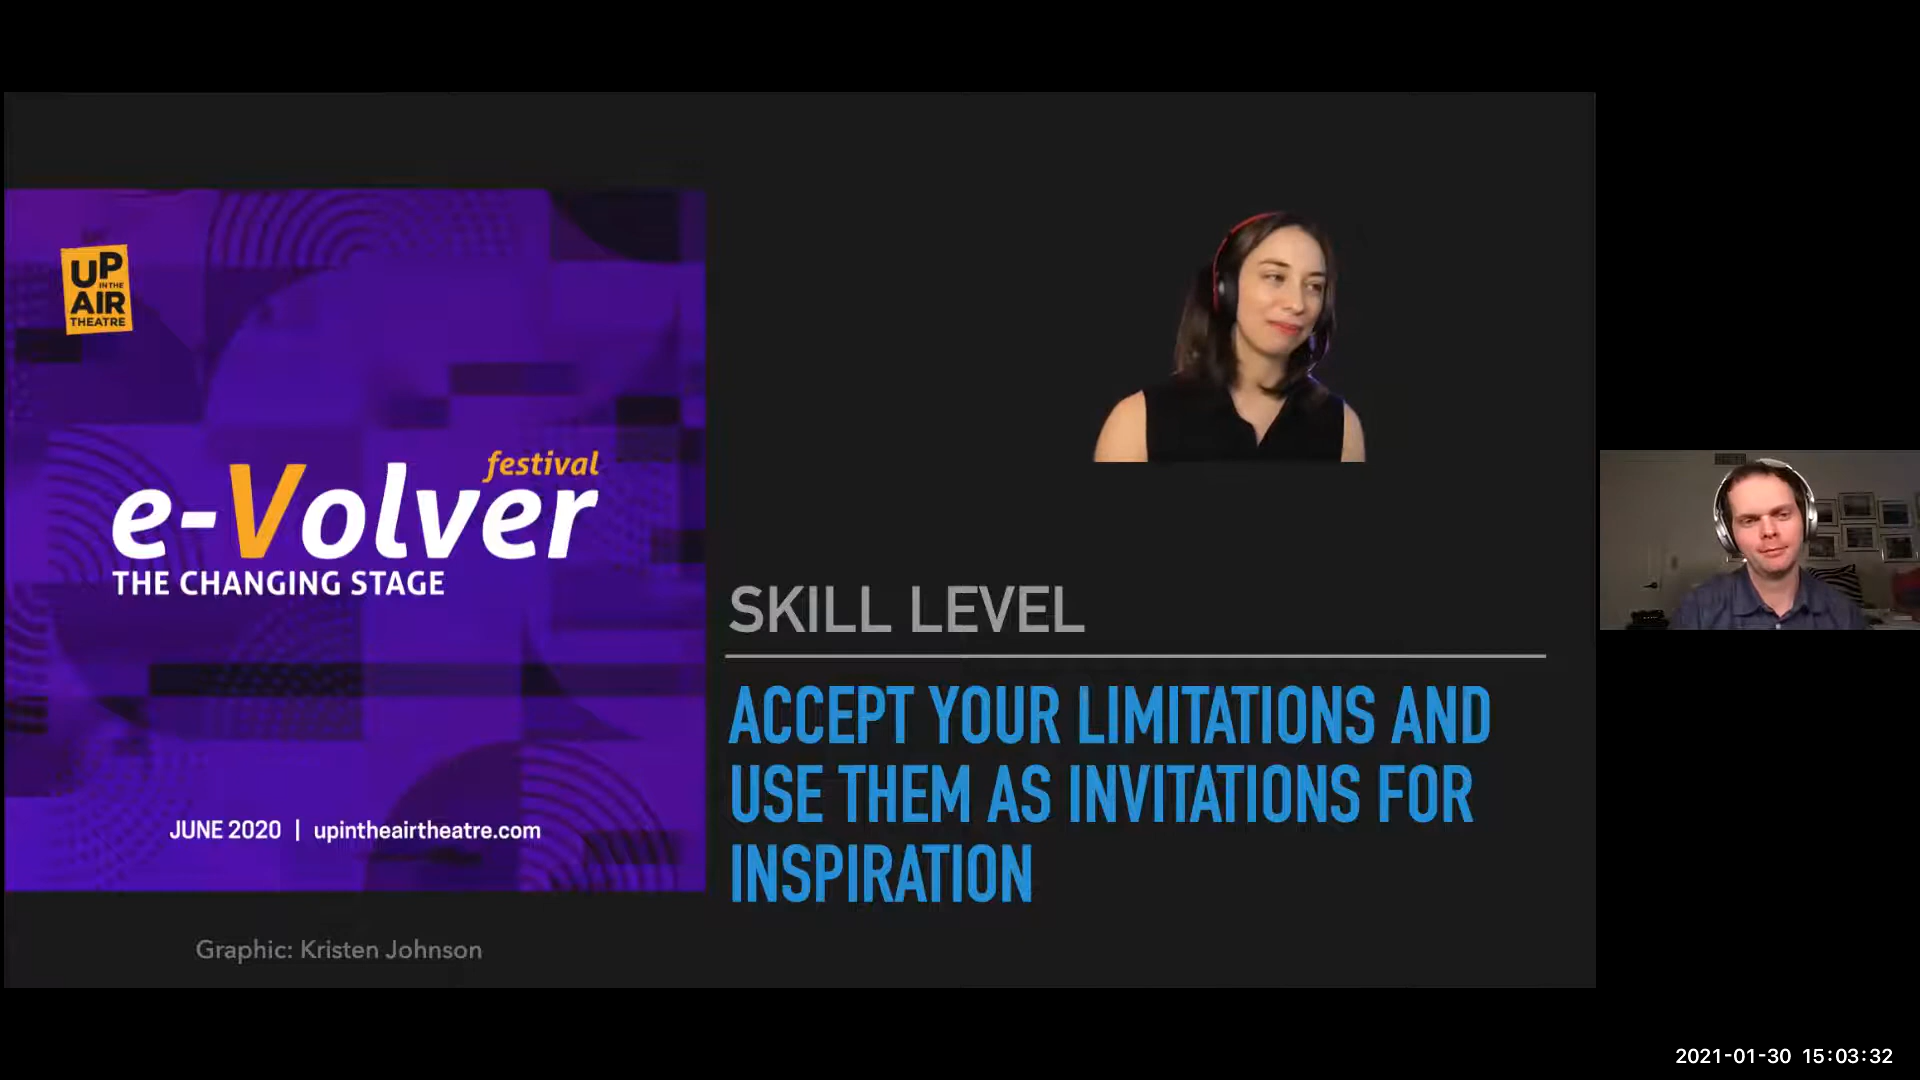 UP
IN THE
AIR
THEATRE
festival
e-Volver
THE CHANGING STAGE
JUNE 2020 | upintheairtheatre.com
Graphic: Kristen Johnson
SKILL LEVEL
ACCEPT YOUR LIMITATIONS AND
USE THEM AS INVITATIONS FOR
INSPIRATION
2021-01-30 15:03:32